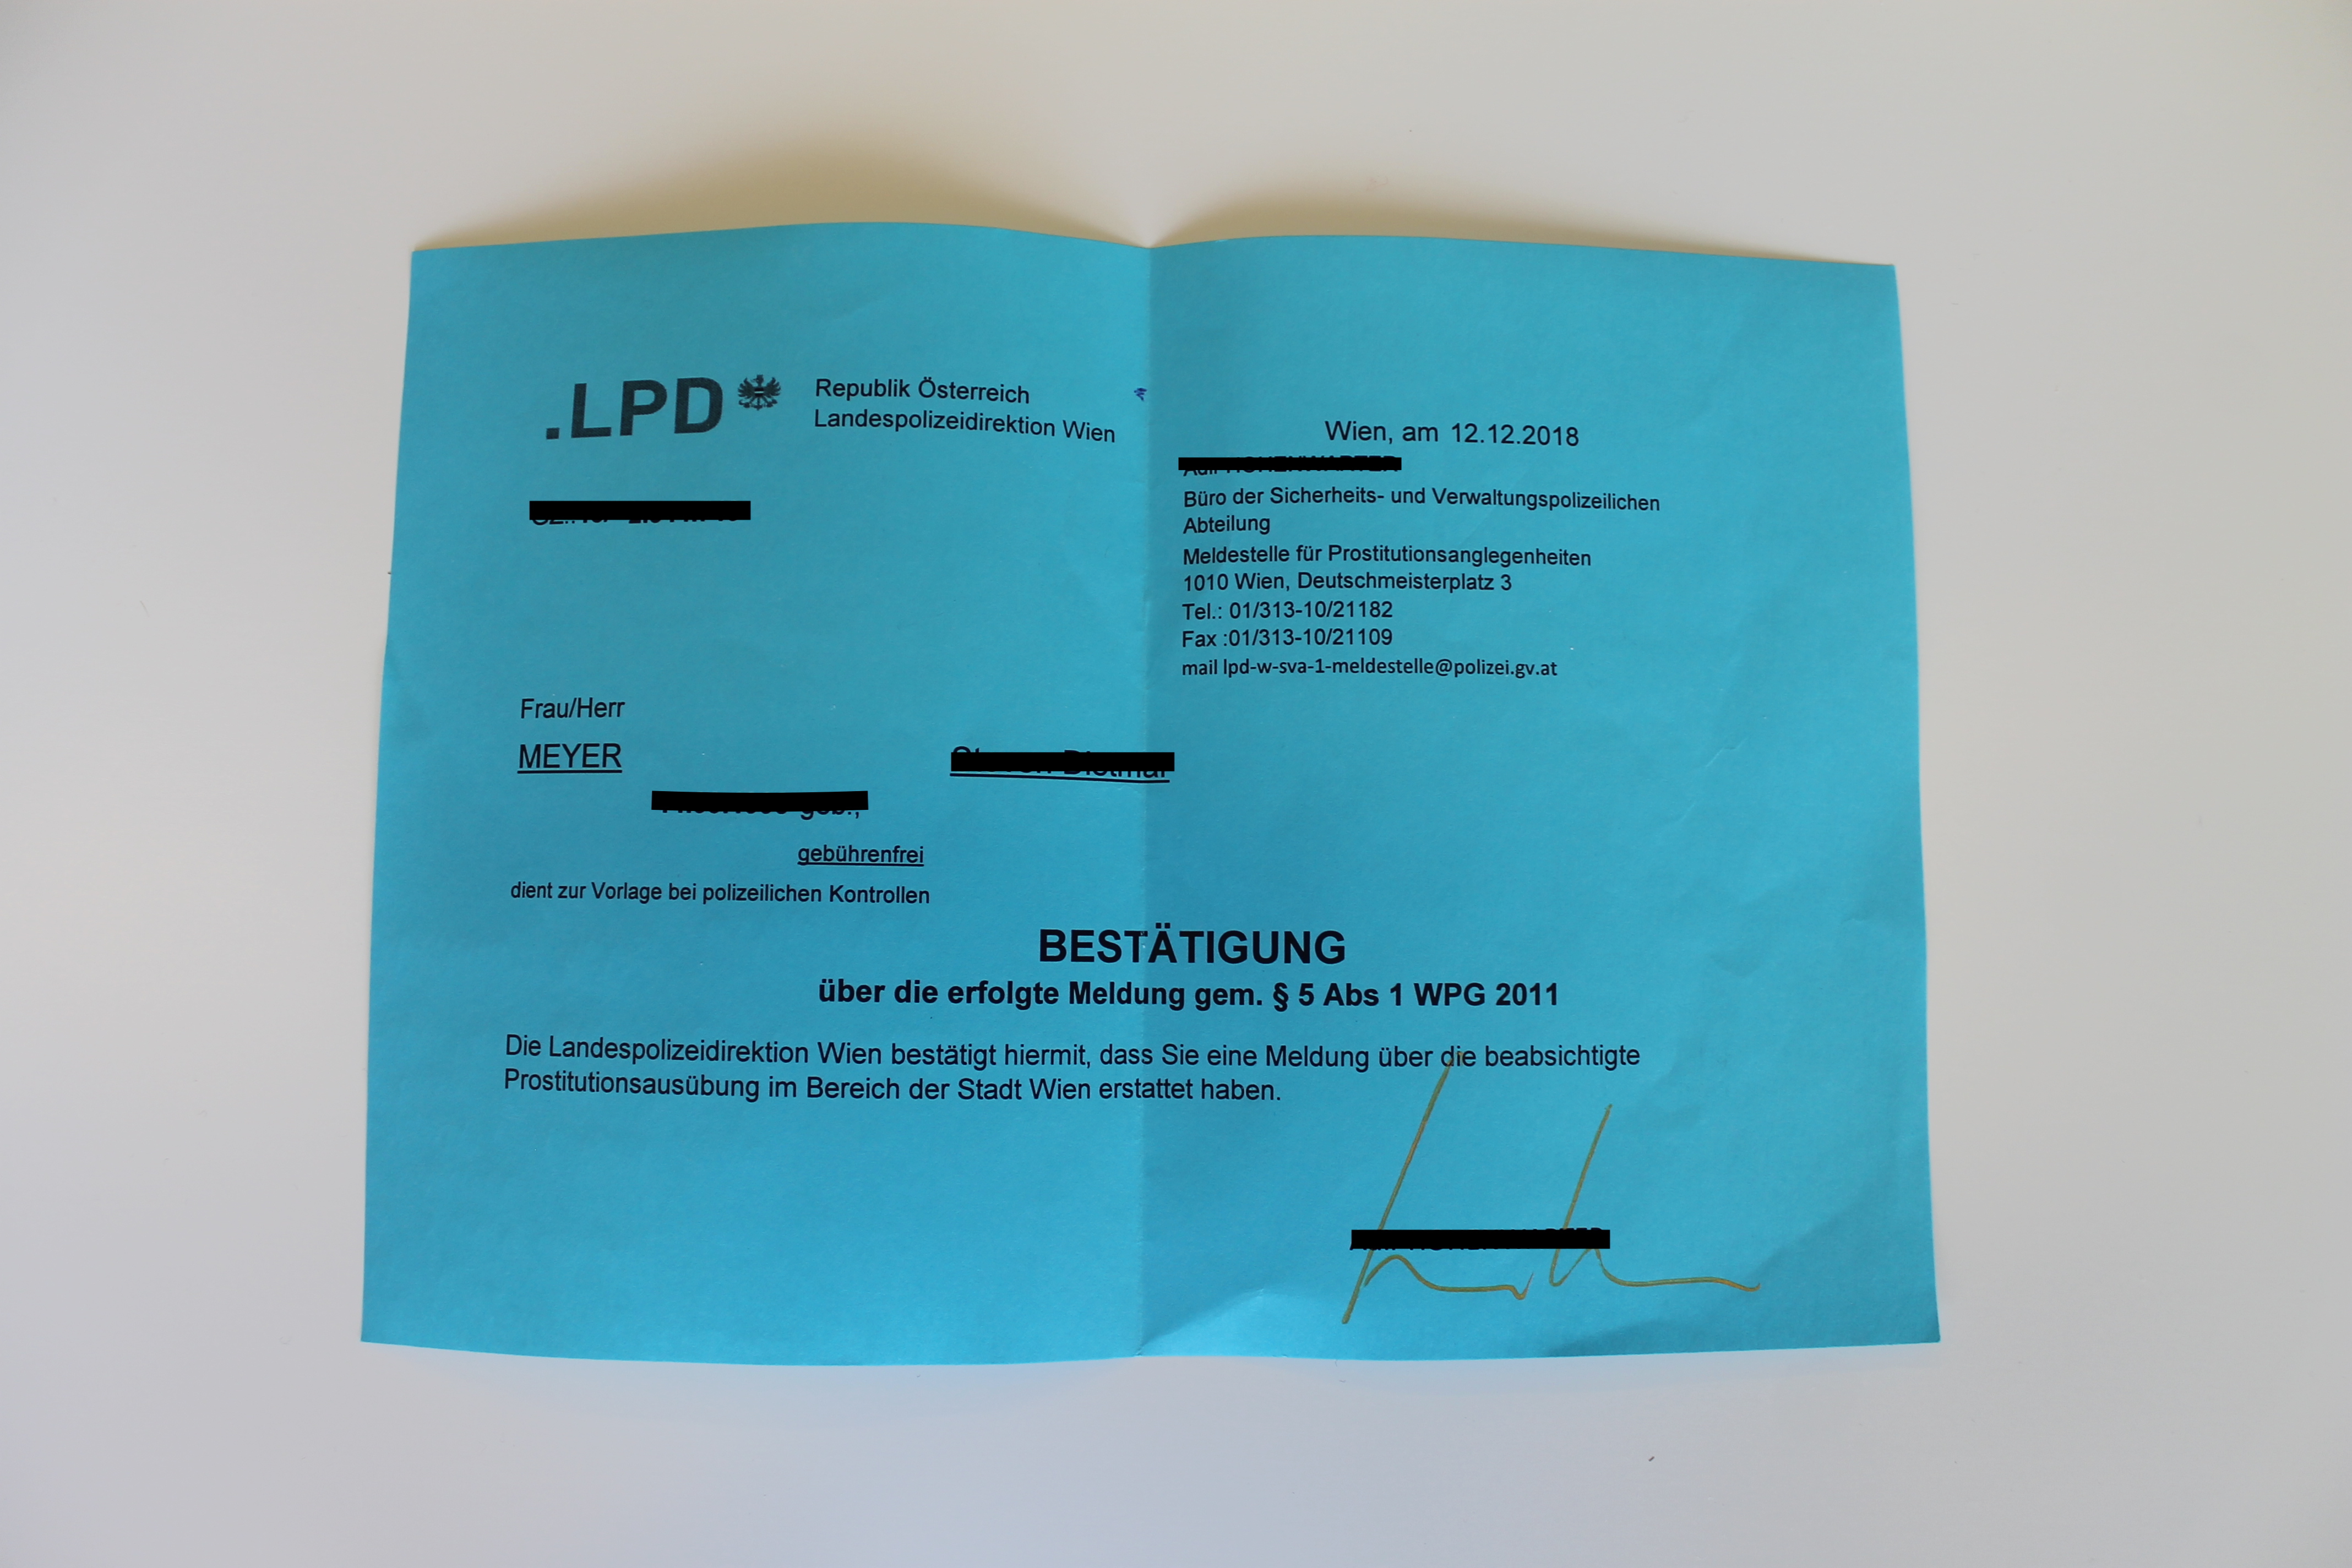 .LPD
Republik Österreich
Landespolizeidirektion Wien
Wien, am 12.12.2018
Büro der Sicherheits- und Verwaltungspolizeilichen
Abteilung
Meldestelle für Prostitutionsanglegenheiten
1010 Wien, Deutschmeisterplatz 3
Tel.: 01/313-10/21182
Fax :01/313-10/21109
mail lpd-w-sva-1-meldestelle@polizei.gv.at
Frau/Herr
MEYER
gebührenfrei
dient zur Vorlage bei polizeilichen Kontrollen
BESTÄTIGUNG
über die erfolgte Meldung gem. § 5 Abs 1 WPG 2011
Die Landespolizeidirektion Wien bestätigt hiermit, dass Sie eine Meldung über die beabsichtigte
Prostitutionsausübung im Bereich der Stadt Wien erstattet haben.